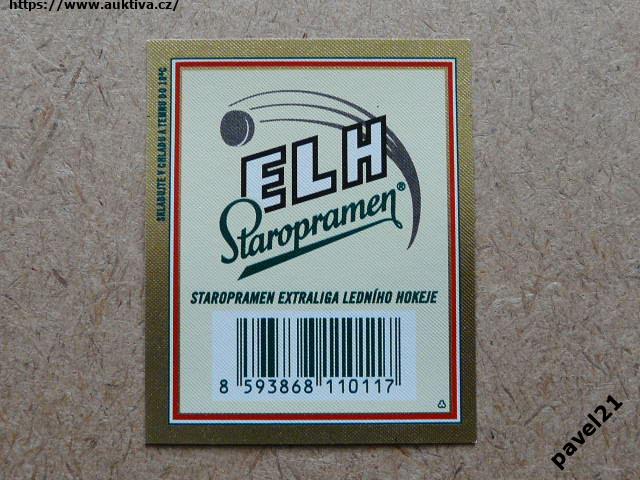 https://www.auktiva.cz/
SKLADUJTE V CHLADU A TEMNU DO 10°C
ELH
Staropramen®
STAROPRAMEN EXTRALIGA LEDNÍHO HOKEJE
8 593868 110117
pavel21